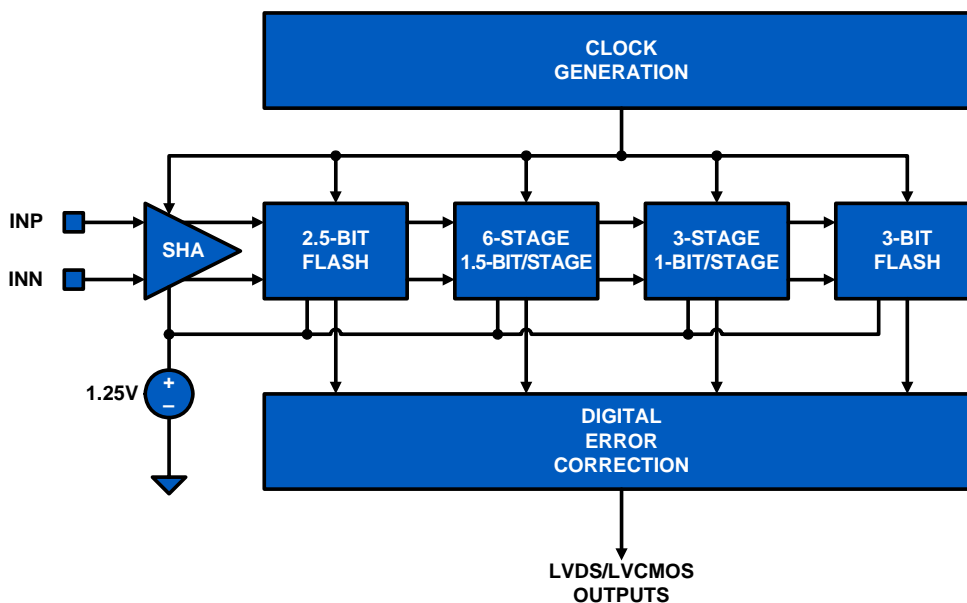 CLOCK
GENERATION
INP
INN
SHA
2.5-BIT
FLASH
6-STAGE
1.5-BIT/STAGE
3-STAGE
1-BIT/STAGE
3-BIT
FLASH
1.25V
+
–
DIGITAL
ERROR
CORRECTION
LVDS/LVCMOS
OUTPUTS